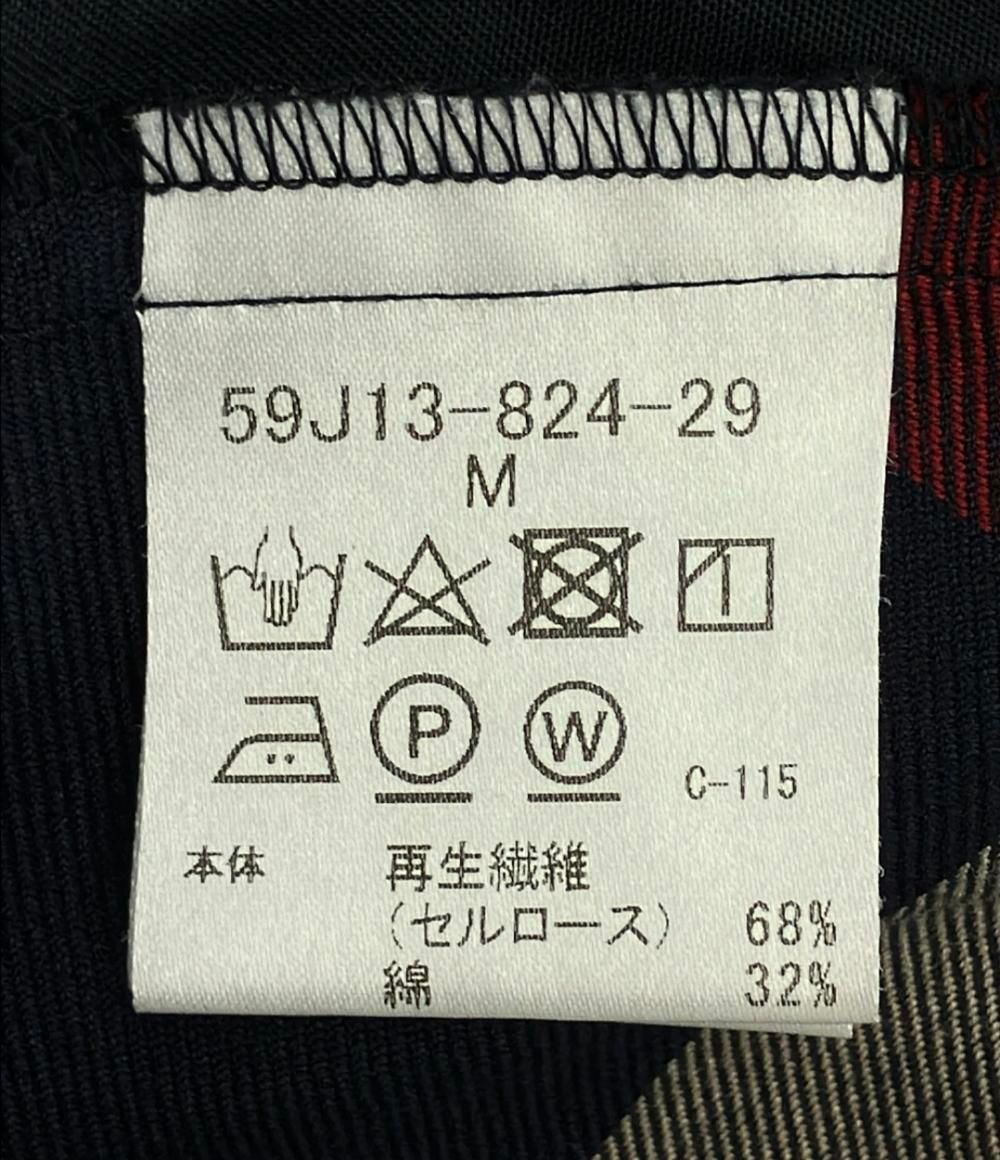 59J13-824-29
M
P W C-115
本体 再生繊維
(セルロース) 68%
綿 32%